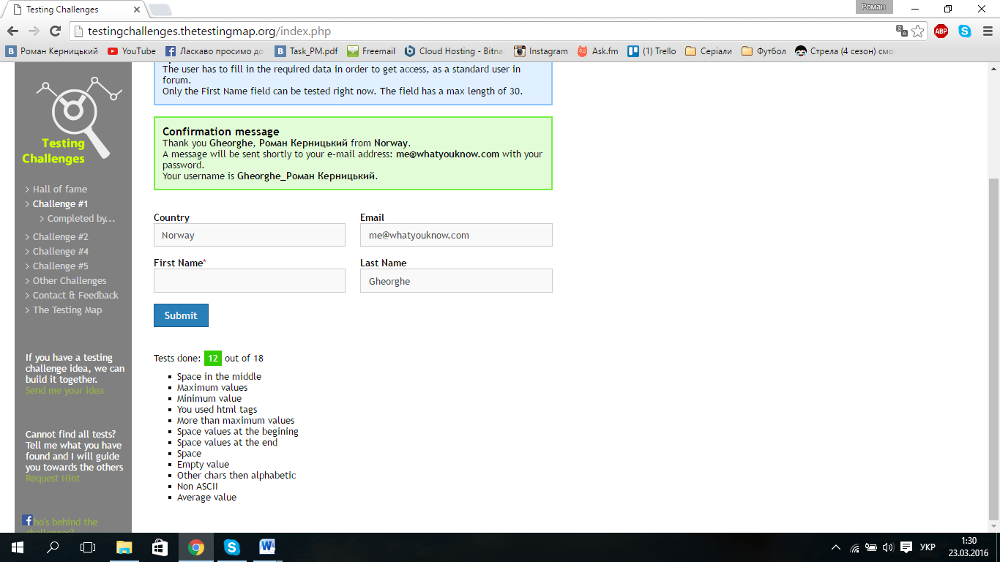 Testing Challenges
Роман
testingchallenges.thetestingmap.org/index.php
Роман Керницький
YouTube
Ласкаво просимо до
Task_PM.pdf
Freemail
Cloud Hosting - Bitna
Instagram
Ask.fm
(1) Trello
Серіали
Футбол
Стрела (4 сезон) смо
ABP
Testing
Challenges
Hall of fame
Challenge #1
Completed by...
Challenge #2
Challenge #4
Challenge #5
Other Challenges
Contact & Feedback
The Testing Map
If you have a testing
challenge idea, we can
build it together.
Send me your idea
Cannot find all tests?
Tell me what you have
found and I will guide
you towards the others
Request Hint
ho's behind the
challenges?
The user has to fill in the required data in order to get access, as a standard user in
forum.
Only the First Name field can be tested right now. The field has a max length of 30.
Confirmation message
Thank you Gheorghe, Роман Керницький from Norway.
A message will be sent shortly to your e-mail address: me@whatyouknow.com with your
password.
Your username is Gheorghe_Роман Керницький.
Country
Email
Norway
me@whatyouknow.com
First Name*
Last Name
Gheorghe
Submit
Tests done: 12 out of 18
Space in the middle
Maximum values
Minimum value
You used html tags
More than maximum values
Space values at the begining
Space values at the end
Space
Empty value
Other chars then alphabetic
Non ASCII
Average value
УКР
1:30
23.03.2016